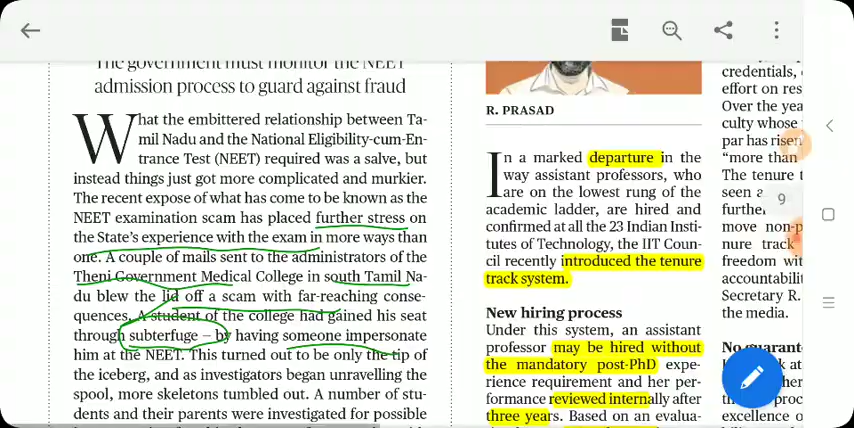 The government must monitor the NEET
admission process to guard against fraud
What the embittered relationship between Ta-
mil Nadu and the National Eligibility-cum-En-
trance Test (NEET) required was a salve, but
instead things just got more complicated and murkier.
The recent expose of what has come to be known as the
NEET examination scam has placed further stress on
the State's experience with the exam in more ways than
one. A couple of mails sent to the administrators of the
Theni Government Medical College in south Tamil Na-
du blew the lid off a scam with far-reaching conse-
quences. A student of the college had gained his seat
through subterfuge – by having someone impersonate
him at the NEET. This turned out to be only the tip of
the iceberg, and as investigators began unravelling the
spool, more skeletons tumbled out. A number of stu-
dents and their parents were investigated for possible
R. PRASAD
In a marked departure in the
way assistant professors, who
are on the lowest rung of the
academic ladder, are hired and
confirmed at all the 23 Indian Insti-
tutes of Technology, the IIT Coun-
cil recently introduced the tenure
track system.
New hiring process
Under this system, an assistant
professor may be hired without
the mandatory post-PhD expe-
rience requirement and her per-
formance reviewed internally after
three years. Based on an evalua-
credentials,
effort on res
Over the yea
culty whose
par has risen
"more than
The tenure t
seen a
further
move non-p
nure track
freedom wit
accountabili
Secretary R.
the media.
No guarant
k at
her
proc
excellence o
9